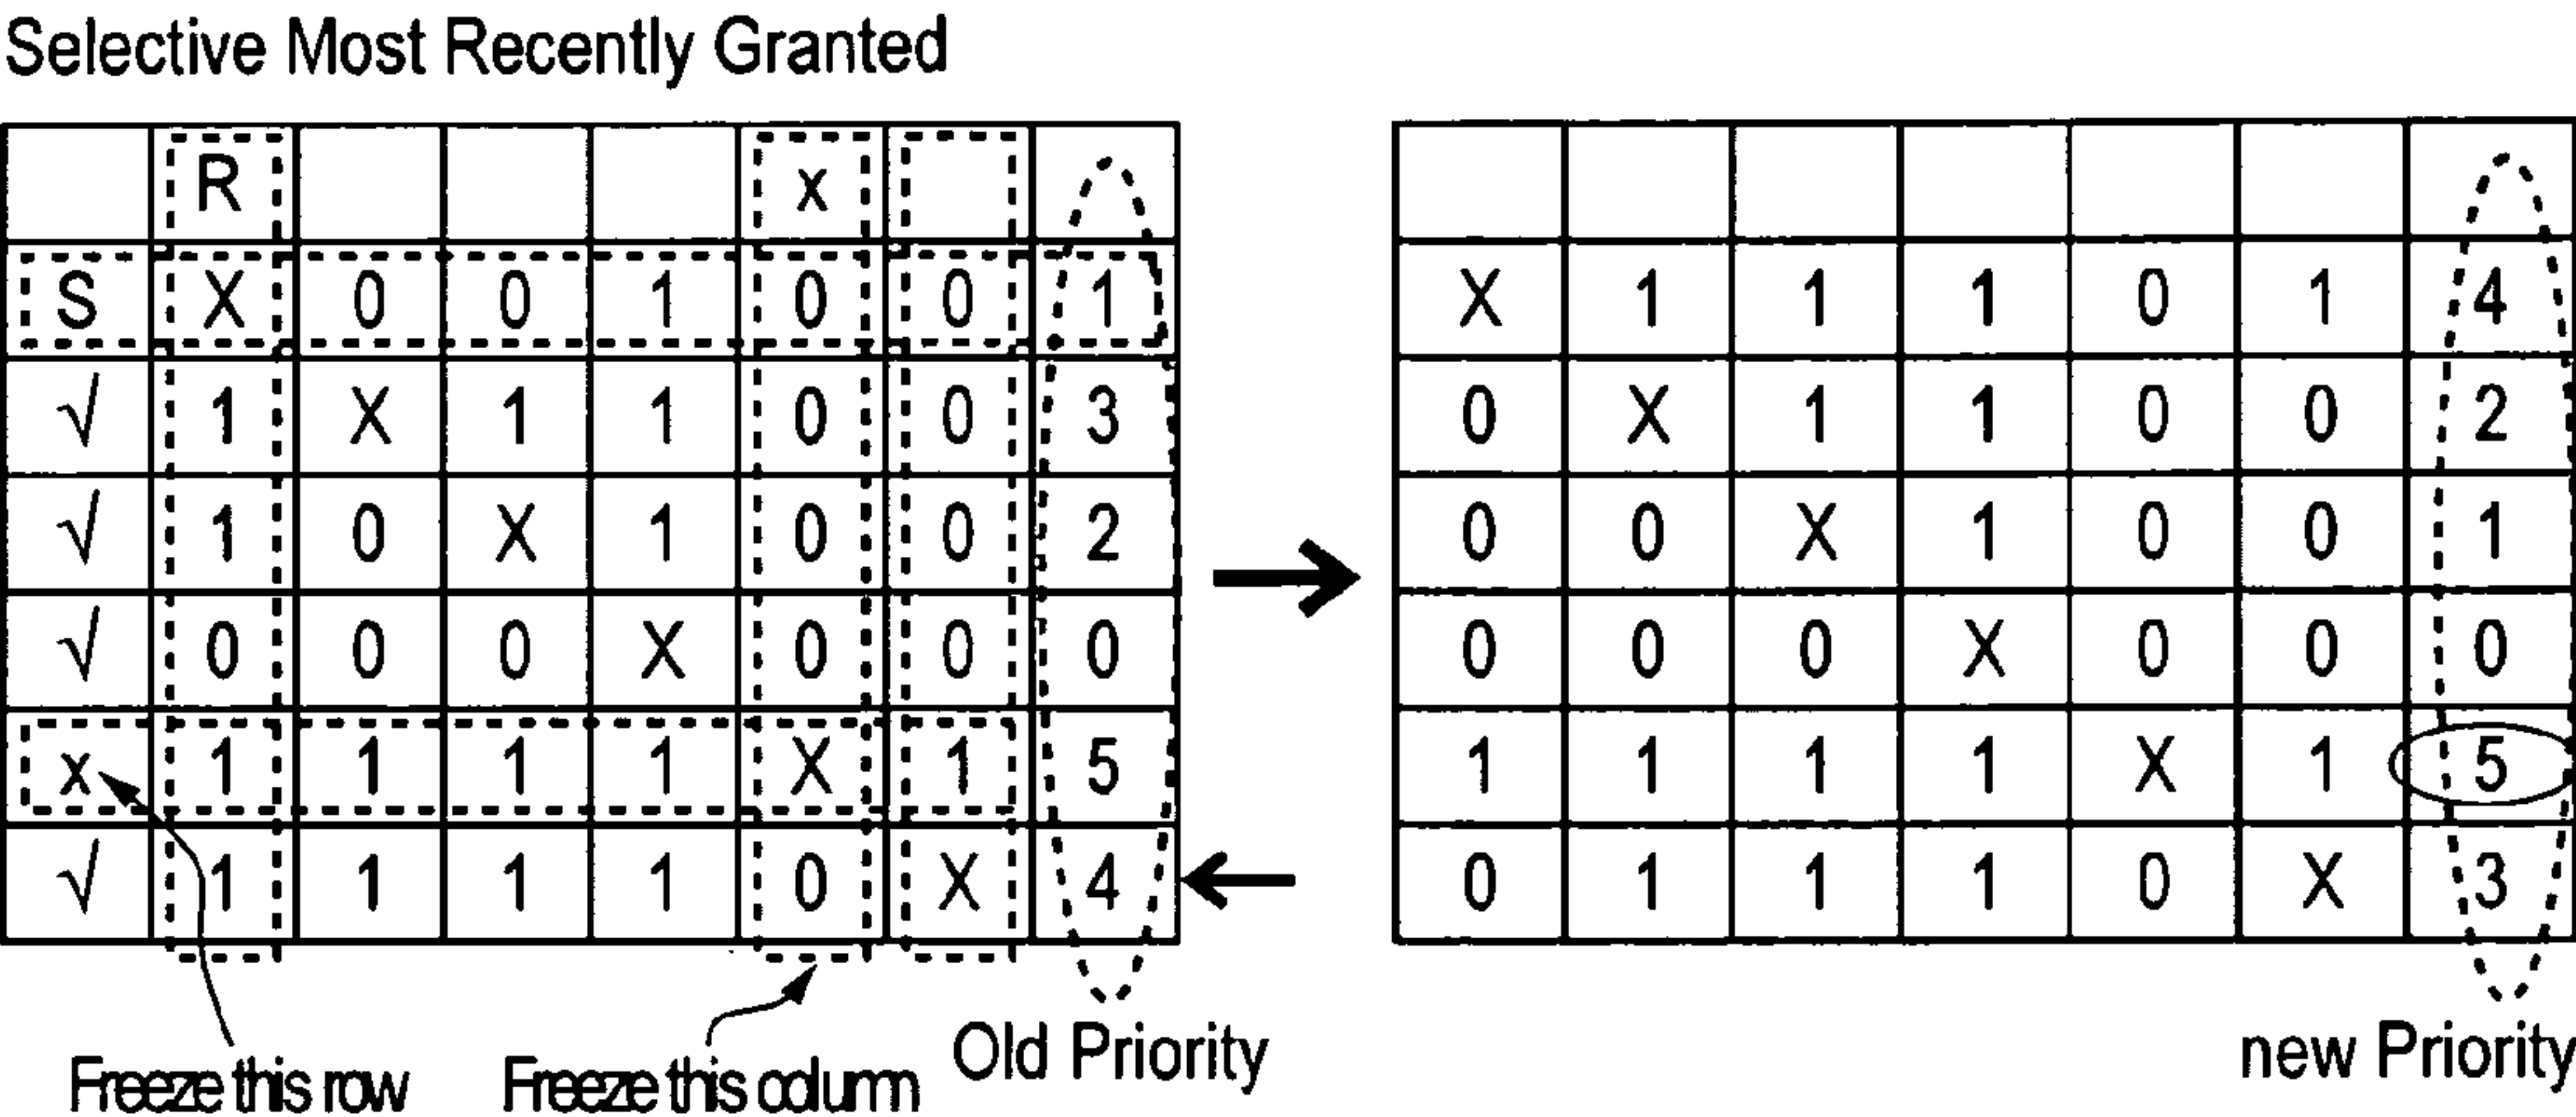 Selective Most Recently Granted
R x
S X 0 0 1 0 0 1
√ 1 X 1 1 0 0 3
√ 1 0 X 1 0 0 2
√ 0 0 0 X 0 0 0
x 1 1 1 1 X 1 5
√ 1 1 1 1 0 X 4
X 1 1 1 0 1 4
0 X 1 1 0 0 2
0 0 X 1 0 0 1
0 0 0 X 0 0 0
1 1 1 1 X 1 5
0 1 1 1 0 X 3
Freeze this row
Freeze this column
Old Priority
new Priority